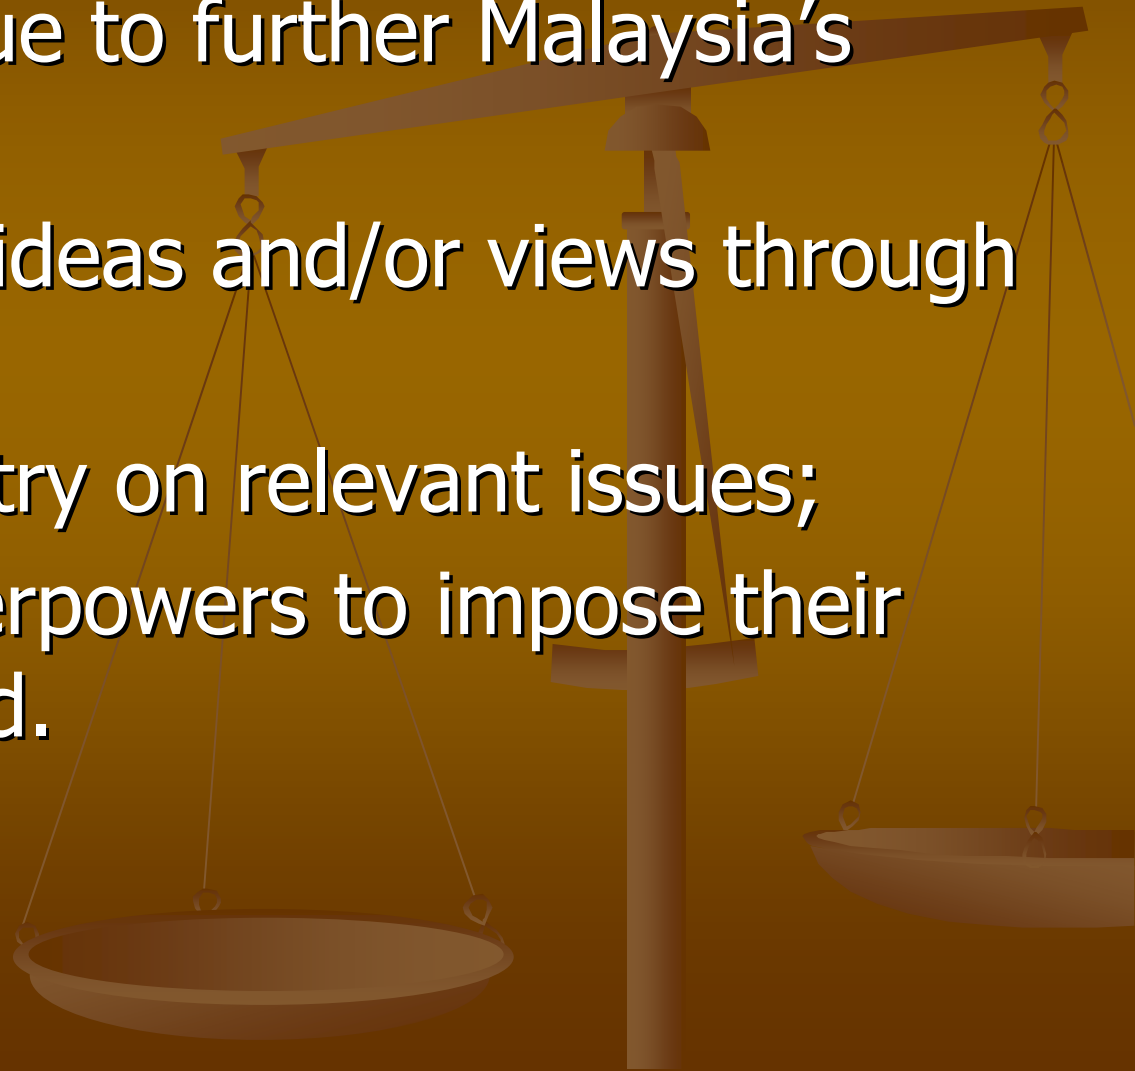 ue to further Malaysia’s
ideas and/or views through
try on relevant issues;
erpowers to impose their
d.